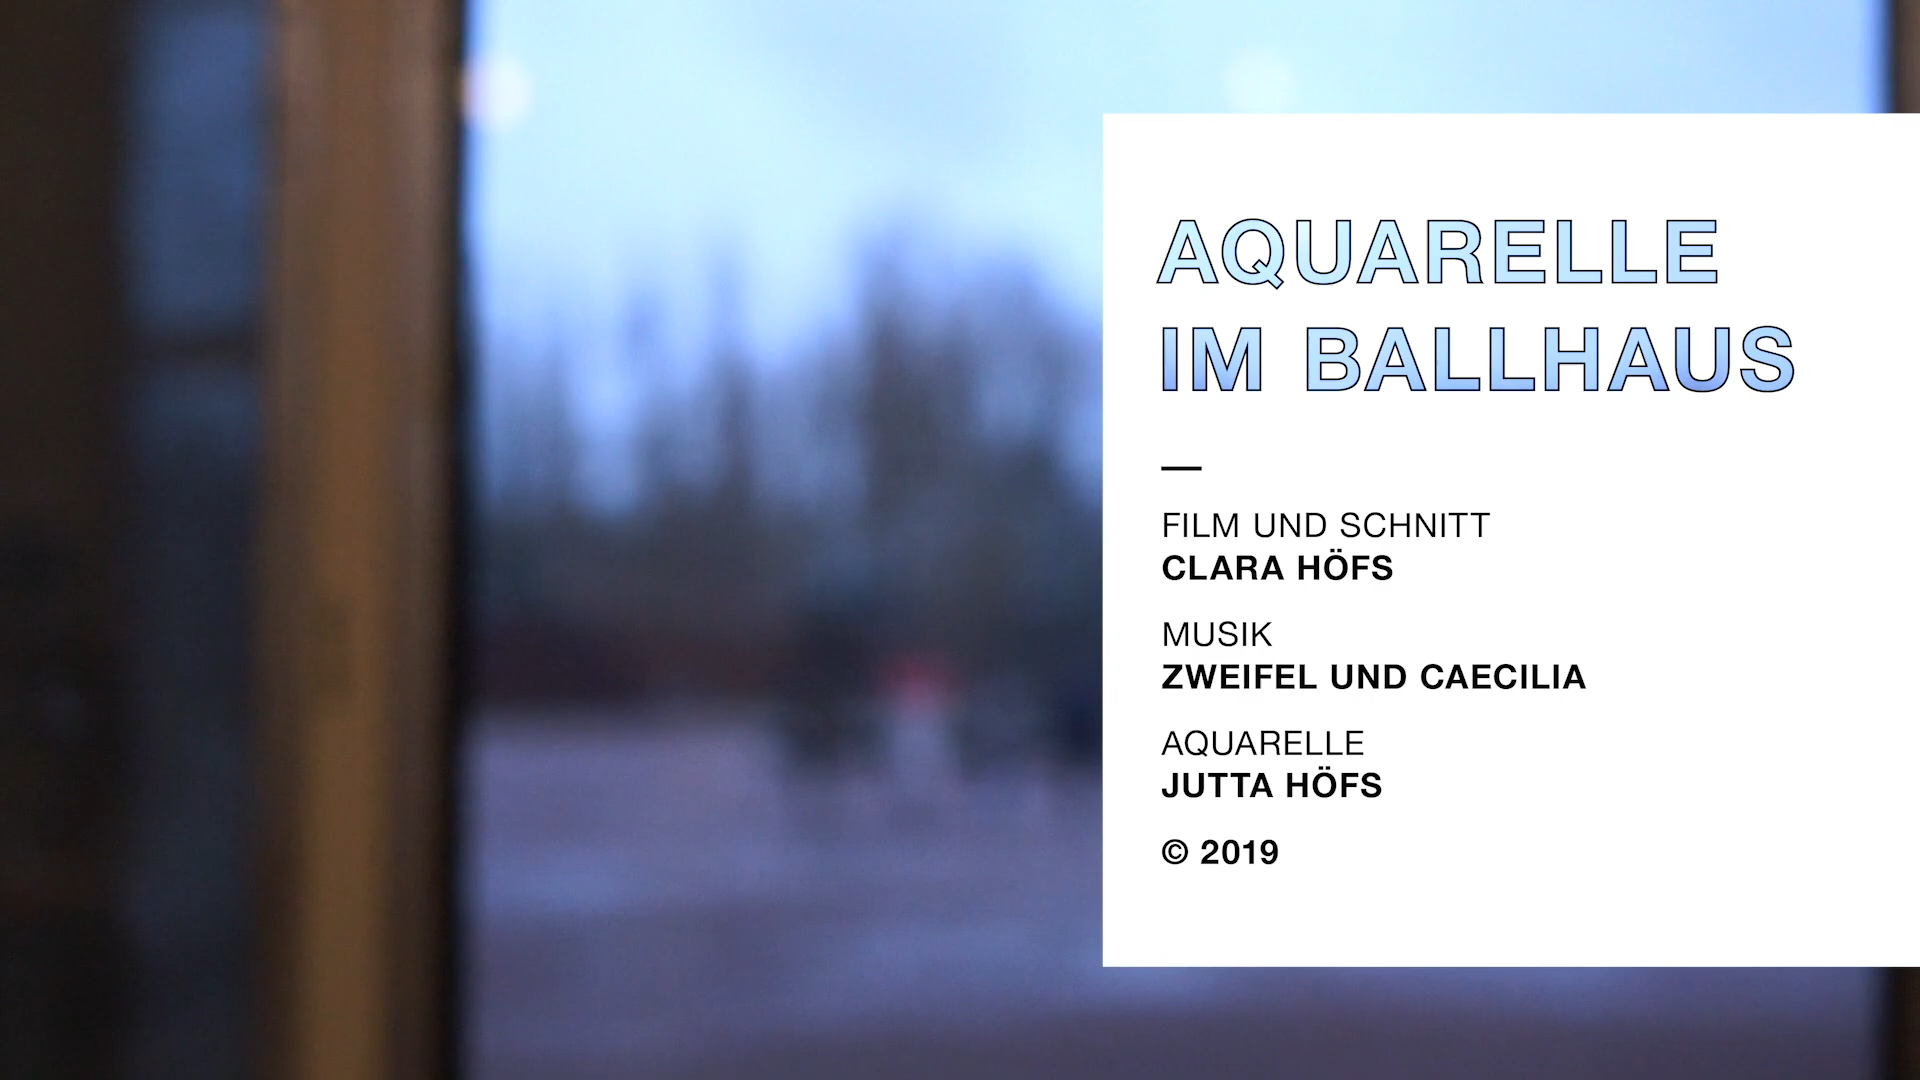 AQUARELLE
IM BALLHAUS
—
FILM UND SCHNITT
CLARA HÖFS
MUSIK
ZWEIFEL UND CAECILIA
AQUARELLE
JUTTA HÖFS
© 2019